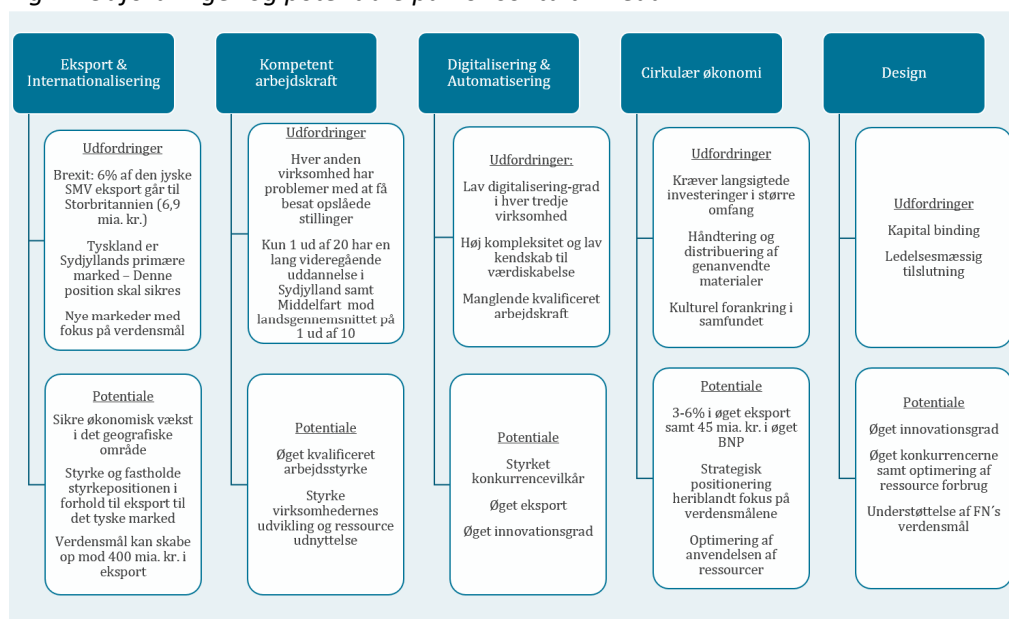 Eksport &
Internationalisering
Udfordringer
Brexit: 6% af den jyske
SMV eksport går til
Storbritannien (6,9
mia. kr.)
Tyskland er
Sydjyllands primære
marked – Denne
position skal sikres
Nye markeder med
fokus på verdensmål
Potentiale
Sikre økonomisk vækst
i det geografiske
område
Styrke og fastholde
styrkepositionen i
forhold til eksport til
det tyske marked
Verdensmål kan skabe
op mod 400 mia. kr. i
eksport
Kompetent
arbejdskraft
Udfordringer
Hver anden
virksomhed har
problemer med at få
besat opslåede
stillinger
Kun 1 ud af 20 har en
lang videregående
uddannelse i
Sydjylland samt
Middelfart mod
landsgennemsnittet på
1 ud af 10
Potentiale
Øget kvalificeret
arbejdsstyrke
Styrke
virksomhedernes
udvikling og ressource
udnyttelse
Digitalisering &
Automatisering
Udfordringer:
Lav digitalisering-grad
i hver tredje
virksomhed
Høj kompleksitet og lav
kendskab til
værdiskabelse
Manglende kvalificeret
arbejdskraft
Potentiale
Styrket
konkurrencevilkår
Øget eksport
Øget innovationsgrad
Cirkulær økonomi
Udfordringer
Kræver langsigtede
investeringer i større
omfang
Håndtering og
distribuering af
genanvendte
materialer
Kulturel forankring i
samfundet
Potentiale
3-6% i øget eksport
samt 45 mia. kr. i øget
BNP
Strategisk
positionering
heriblandt fokus på
verdensmålene
Optimering af
anvendelsen af
ressourcer
Design
Udfordringer
Kapital binding
Ledelsesmæssig
tilslutning
Potentiale
Øget innovationsgrad
Øget konkurrencerne
samt optimering af
ressource forbrug
Understøttelse af FN´s
verdensmål